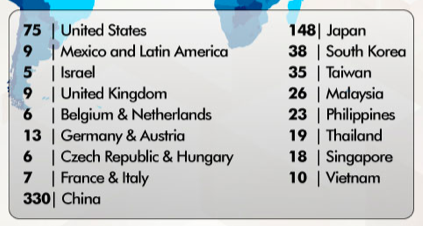 75 | United States
9 | Mexico and Latin America
5 | Israel
9 | United Kingdom
6 | Belgium & Netherlands
13 | Germany & Austria
6 | Czech Republic & Hungary
7 | France & Italy
330| China
148| Japan
38 | South Korea
35 | Taiwan
26 | Malaysia
23 | Philippines
19 | Thailand
18 | Singapore
10 | Vietnam